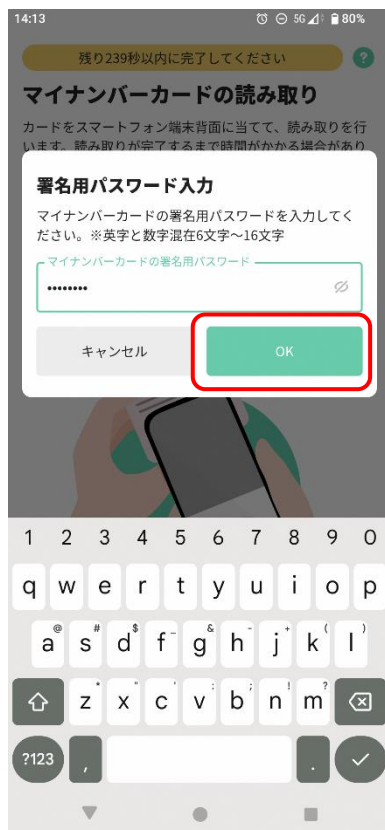 14:13 5G 80%
残り239秒以内に完了してください ?
マイナンバーカードの読み取り
カードをスマートフォン端末背面に当てて、読み取りを行
います。読み取りが完了するまで時間がかかる場合があり
署名用パスワード入力
マイナンバーカードの署名用パスワードを入力してく
ださい。※英字と数字混在6文字～16文字
マイナンバーカードの署名用パスワード
••••••••
キャンセル OK
1 2 3 4 5 6 7 8 9 0
q w e r t y u i o p
@ # $ - & - + ( )
a s d f g h j k l
* " ' : ; ! ?
z x c v b n m
?123 , .